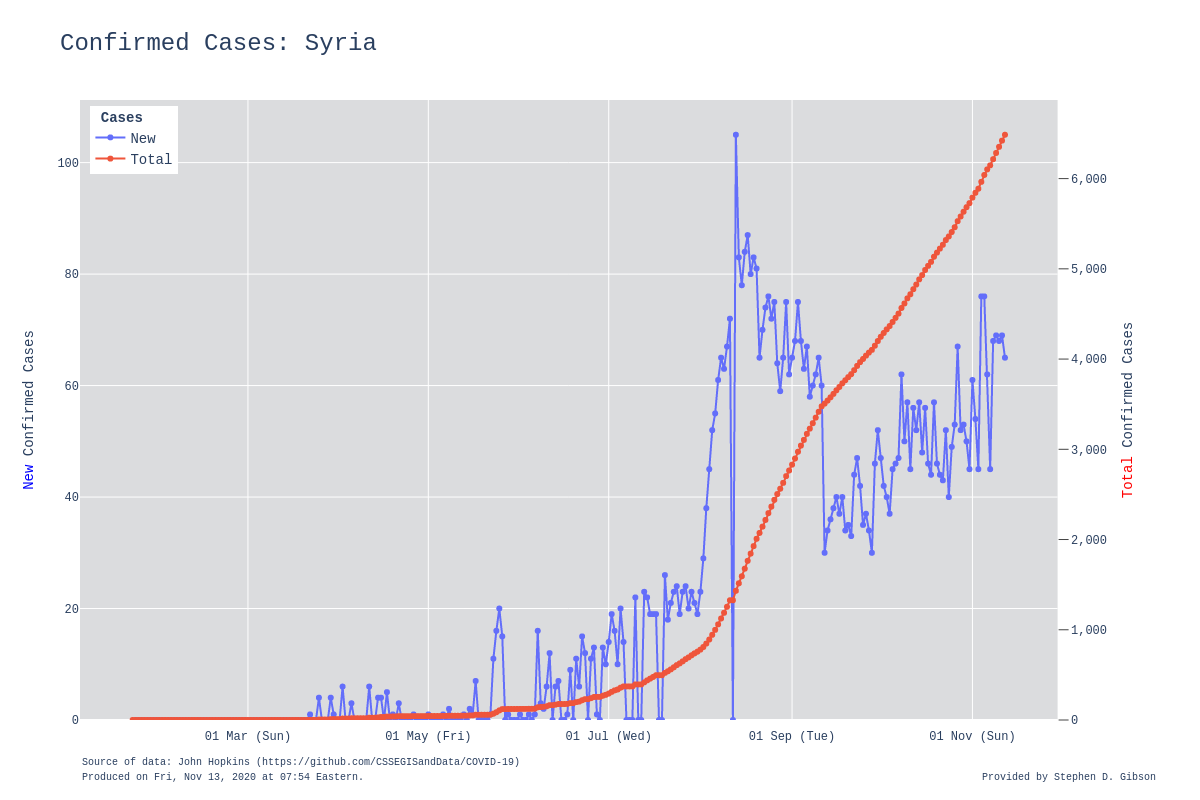 Confirmed Cases: Syria
Cases
New
Total
100
80
60
40
20
0
6,000
5,000
4,000
3,000
2,000
1,000
0
New Confirmed Cases
Total Confirmed Cases
01 Mar (Sun)
01 May (Fri)
01 Jul (Wed)
01 Sep (Tue)
01 Nov (Sun)
Source of data: John Hopkins (https://github.com/CSSEGISandData/COVID-19)
Produced on Fri, Nov 13, 2020 at 07:54 Eastern.
Provided by Stephen D. Gibson